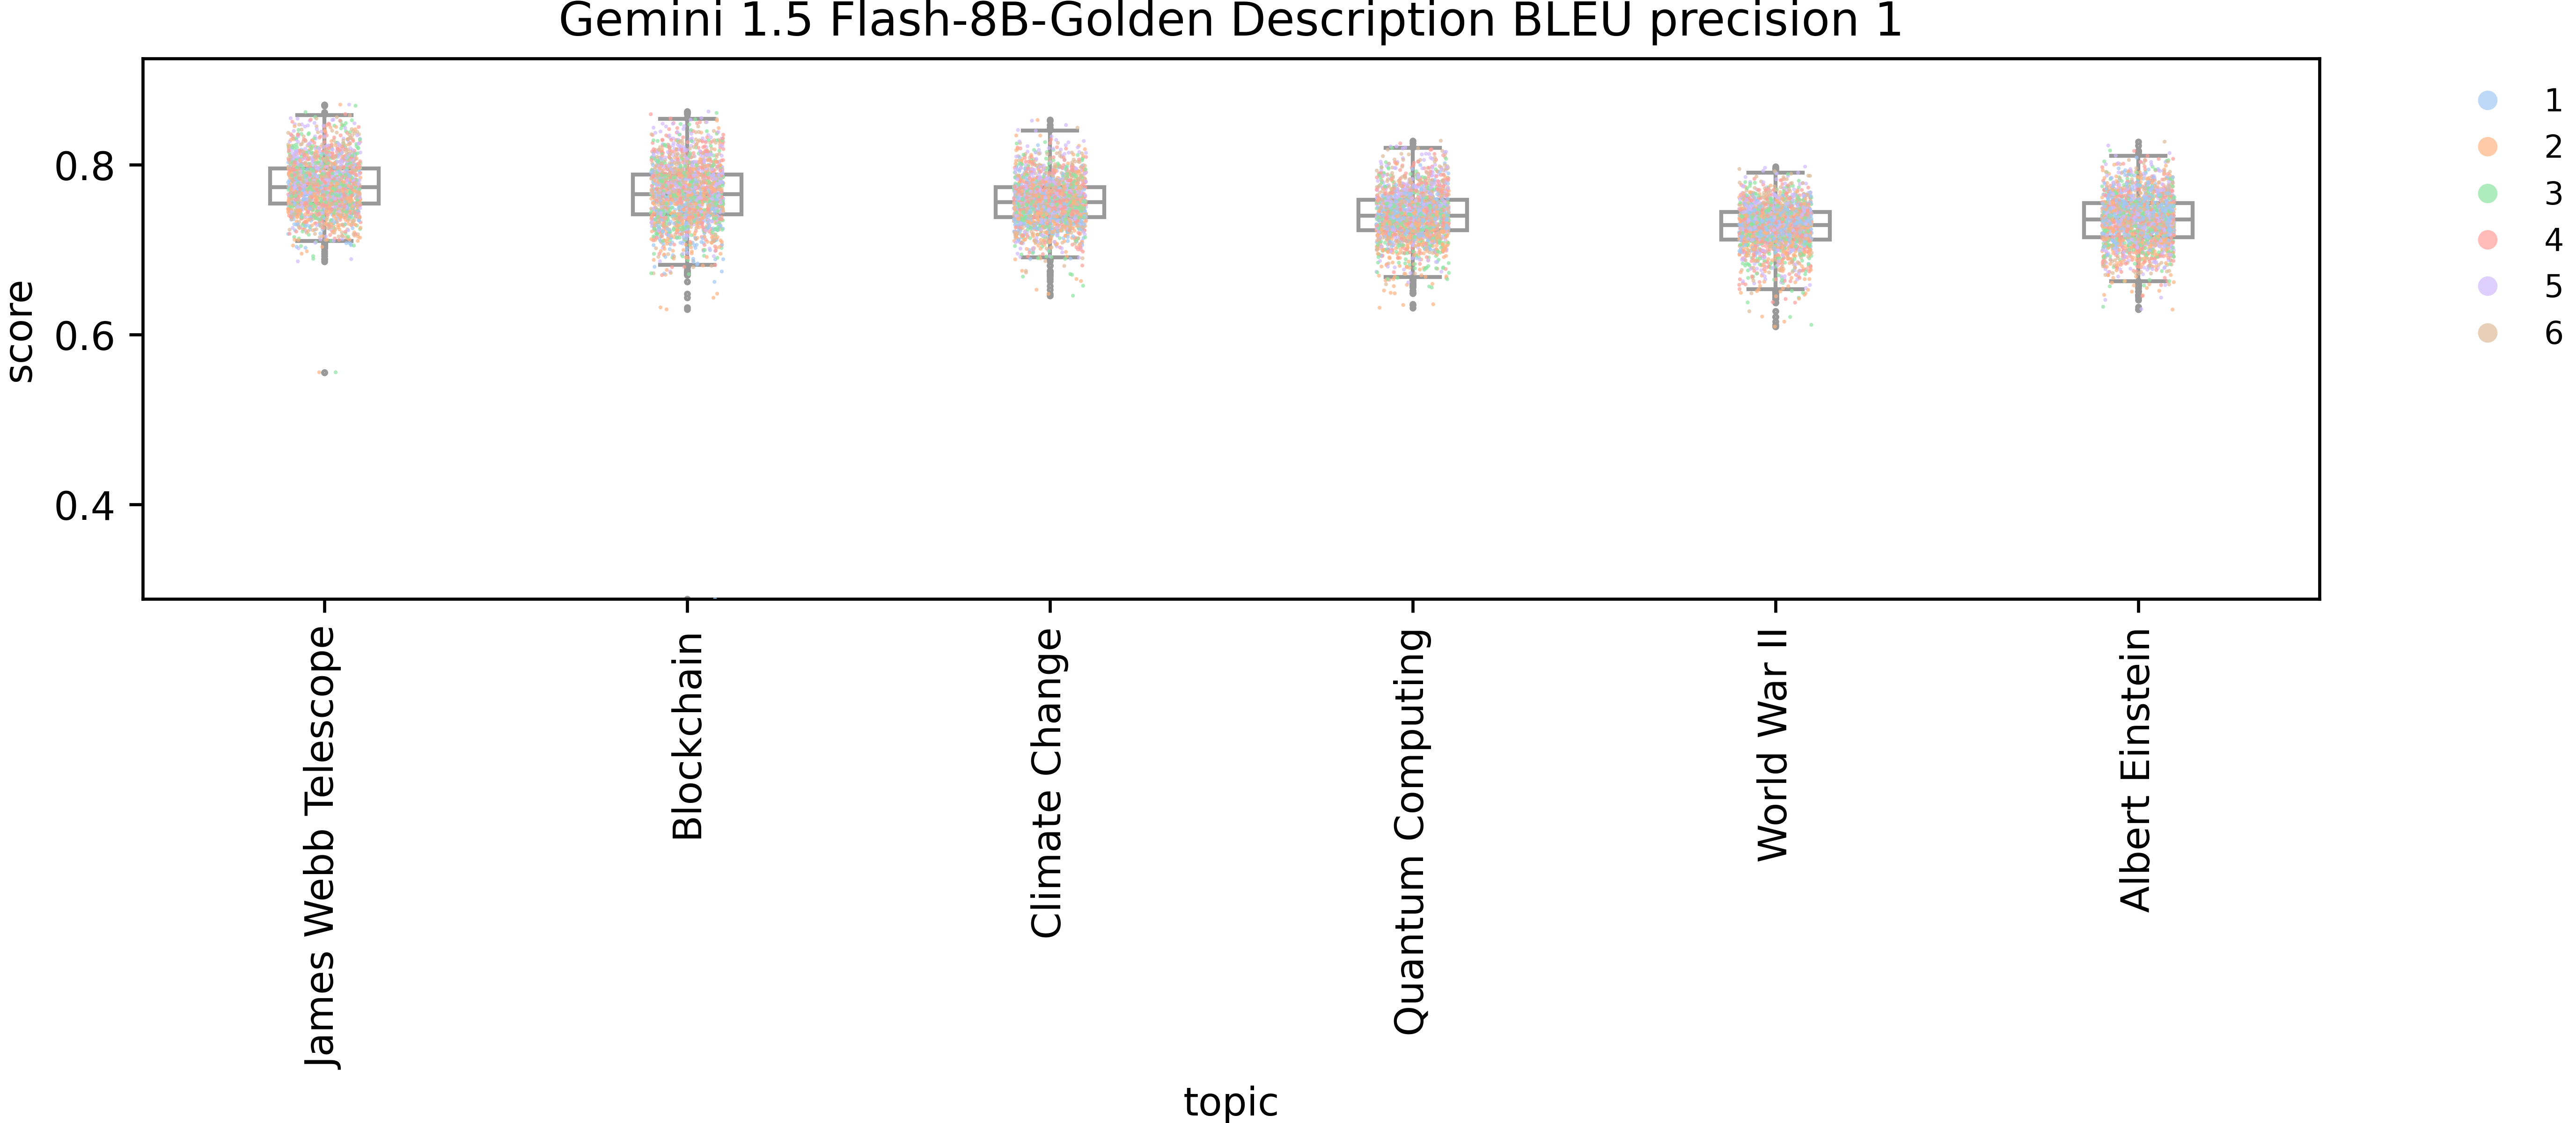 Gemini 1.5 Flash-8B-Golden Description BLEU precision 1
score
0.8
0.6
0.4
James Webb Telescope
Blockchain
Climate Change
Quantum Computing
World War II
Albert Einstein
topic
1
2
3
4
5
6